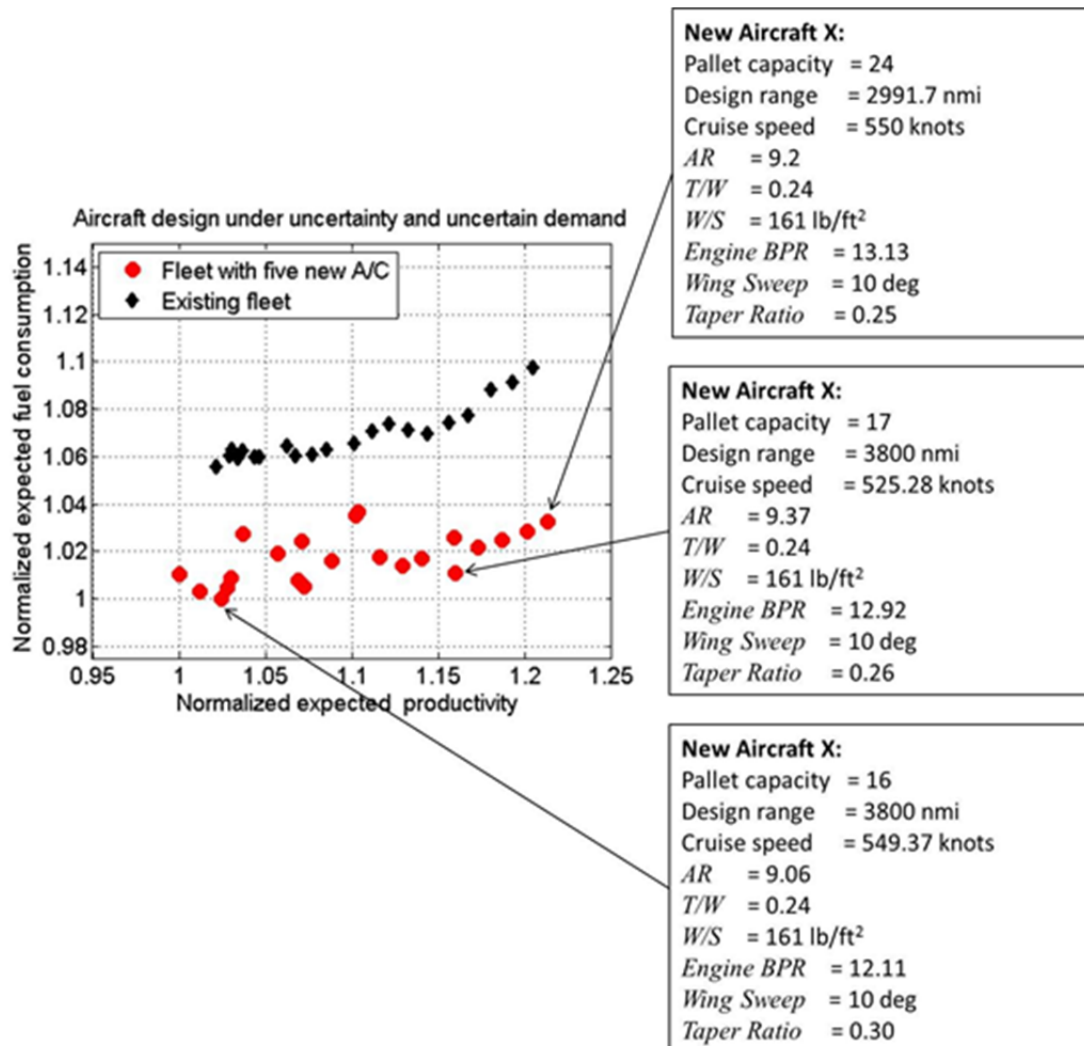 Aircraft design under uncertainty and uncertain demand
Normalized expected fuel consumption
1.14
1.12
1.1
1.08
1.06
1.04
1.02
1
0.98
Fleet with five new A/C
Existing fleet
0.95 1 1.05 1.1 1.15 1.2 1.25
Normalized expected productivity
New Aircraft X:
Pallet capacity = 24
Design range = 2991.7 nmi
Cruise speed = 550 knots
AR = 9.2
T/W = 0.24
W/S = 161 lb/ft²
Engine BPR = 13.13
Wing Sweep = 10 deg
Taper Ratio = 0.25
New Aircraft X:
Pallet capacity = 17
Design range = 3800 nmi
Cruise speed = 525.28 knots
AR = 9.37
T/W = 0.24
W/S = 161 lb/ft²
Engine BPR = 12.92
Wing Sweep = 10 deg
Taper Ratio = 0.26
New Aircraft X:
Pallet capacity = 16
Design range = 3800 nmi
Cruise speed = 549.37 knots
AR = 9.06
T/W = 0.24
W/S = 161 lb/ft²
Engine BPR = 12.11
Wing Sweep = 10 deg
Taper Ratio = 0.30